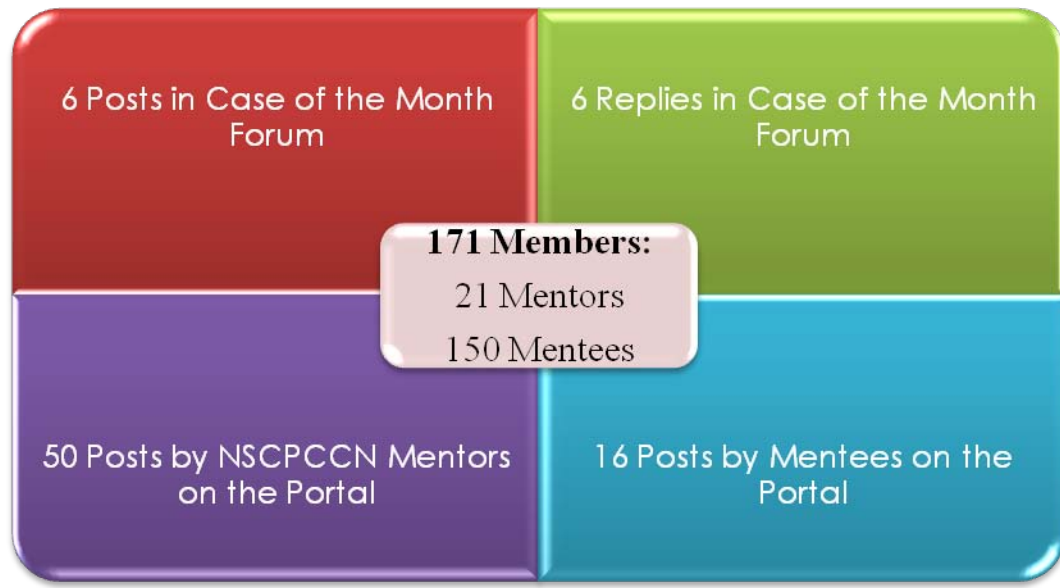 6 Posts in Case of the Month
Forum
6 Replies in Case of the Month
Forum
171 Members:
21 Mentors
150 Mentees
50 Posts by NSCPCCN Mentors
on the Portal
16 Posts by Mentees on the
Portal